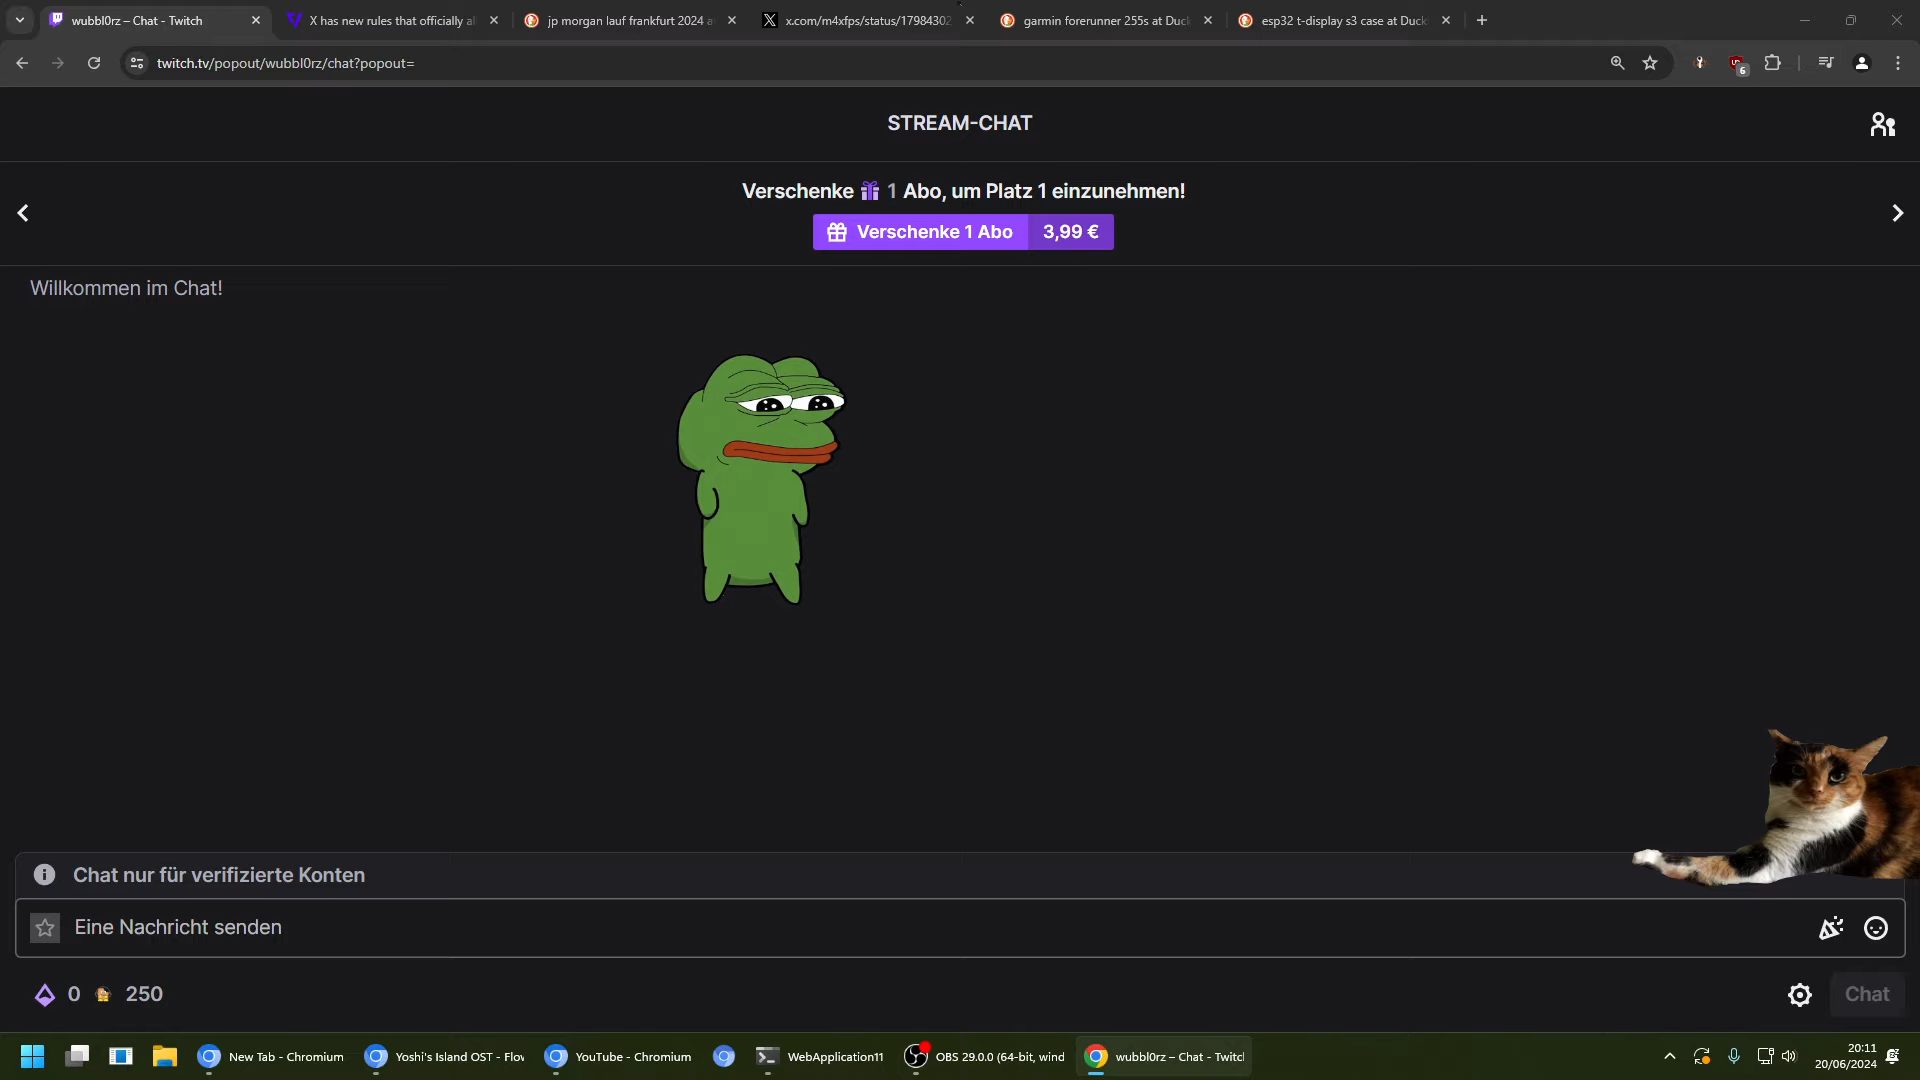 wubbl0rz – Chat - Twitch
X has new rules that officially al
jp morgan lauf frankfurt 2024 a
x.com/m4xfps/status/17984302
garmin forerunner 255s at Duck
esp32 t-display s3 case at Duck
twitch.tv/popout/wubbl0rz/chat?popout=
6
STREAM-CHAT
Verschenke 1 Abo, um Platz 1 einzunehmen!
Verschenke 1 Abo 3,99 €
Willkommen im Chat!
Chat nur für verifizierte Konten
Eine Nachricht senden
0 250
Chat
New Tab - Chromium
Yoshi's Island OST - Flov
YouTube - Chromium
WebApplication11
OBS 29.0.0 (64-bit, wind
wubbl0rz – Chat - Twitch
20:11
20/06/2024